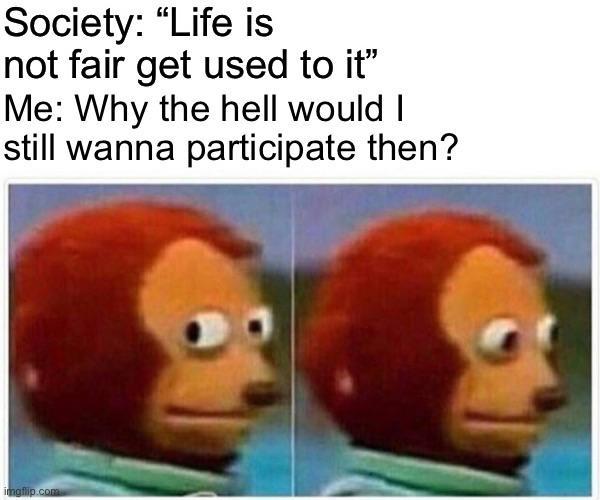 Society: “Life is
not fair get used to it”
Me: Why the hell would I
still wanna participate then?
imgflip.com